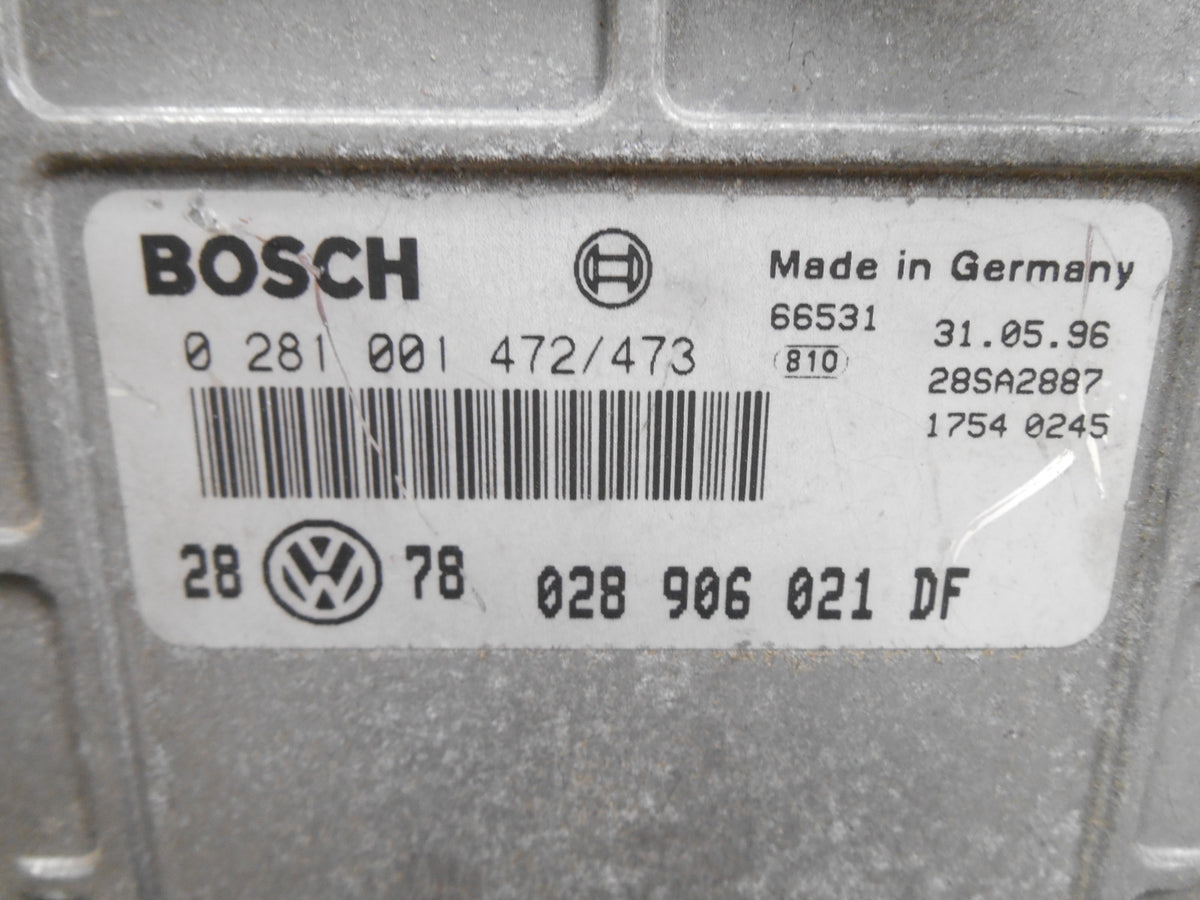 BOSCH
Made in Germany
66531
31.05.96
0 281 001 472/473
810
28SA2887
1754 0245
28 VW 78 028 906 021 DF